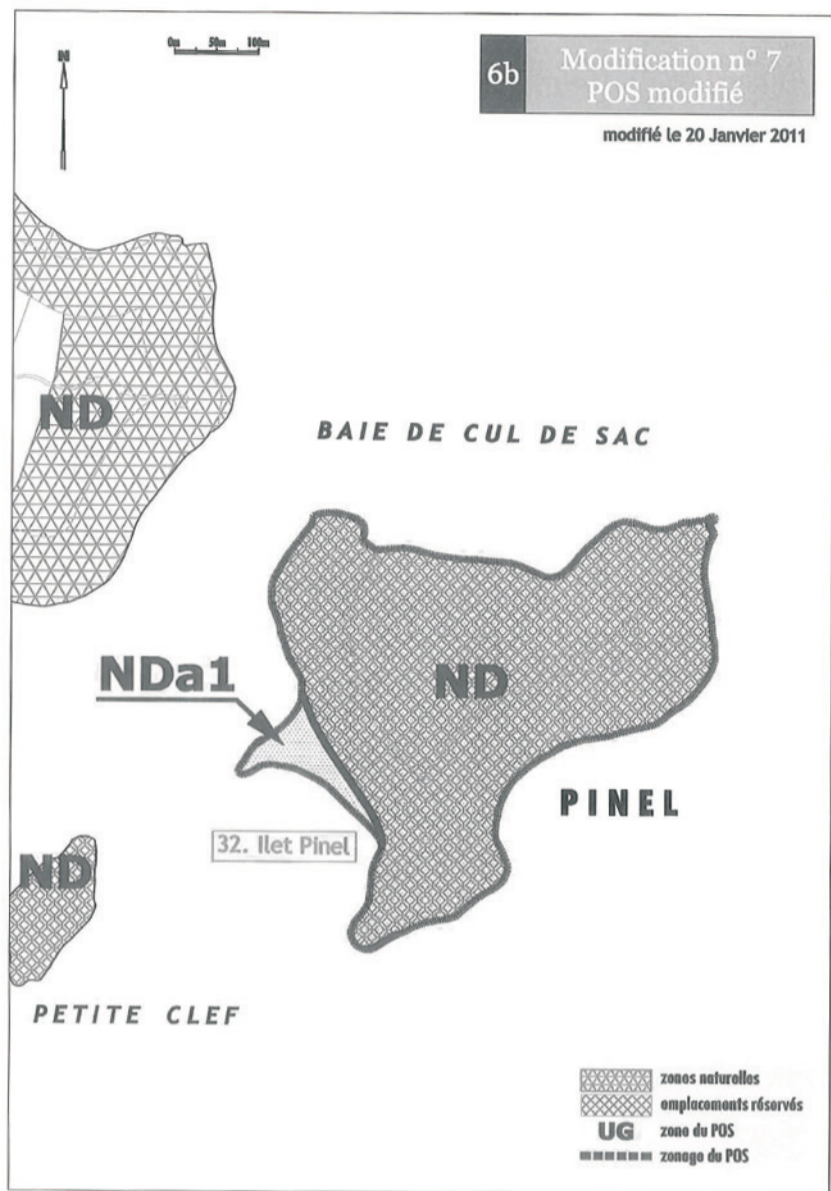 N
0m 50m 100m
6b
Modification n° 7
POS modifié
modifié le 20 Janvier 2011
ND
BAIE DE CUL DE SAC
NDa1
ND
PINEL
32. Ilet Pinel
ND
PETITE CLEF
zones naturelles
emplacements réservés
UG zone du POS
zonage du POS